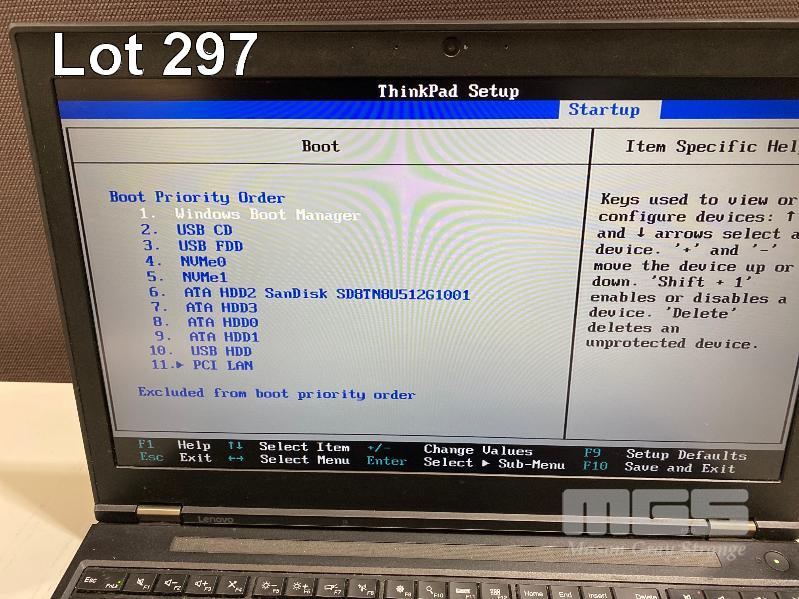 Lot 297
ThinkPad Setup
Startup
Boot
Item Specific Hel
Boot Priority Order
1. Windows Boot Manager
2. USB CD
3. USB FDD
4. NVMe0
5. NVMe1
6. ATA HDD2 SanDisk SD8TN8U512G1001
7. ATA HDD3
8. ATA HDD0
9. ATA HDD1
10. USB HDD
11.▶ PCI LAN
Excluded from boot priority order
Keys used to view or
configure devices: ↑
and ↓ arrows select a
device. '+' and '-'
move the device up or
down. 'Shift + 1'
enables or disables a
device. 'Delete'
deletes an
unprotected device.
F1 Help ↑↓ Select Item +/- Change Values F9 Setup Defaults
Esc Exit ←→ Select Menu Enter Select ▶ Sub-Menu F10 Save and Exit
Lenovo
MGS
Mason Gray Strange
Esc F1 F2 F3 F4 F5 F6 F7 F8 F9 F10 F11 F12 Home End Insert Delete